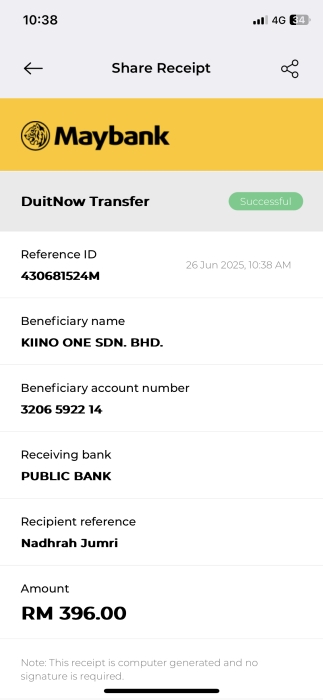 10:38
4G 34
Share Receipt
Maybank
DuitNow Transfer
Successful
Reference ID
26 Jun 2025, 10:38 AM
430681524M
Beneficiary name
KIINO ONE SDN. BHD.
Beneficiary account number
3206 5922 14
Receiving bank
PUBLIC BANK
Recipient reference
Nadhrah Jumri
Amount
RM 396.00
Note: This receipt is computer generated and no
signature is required.